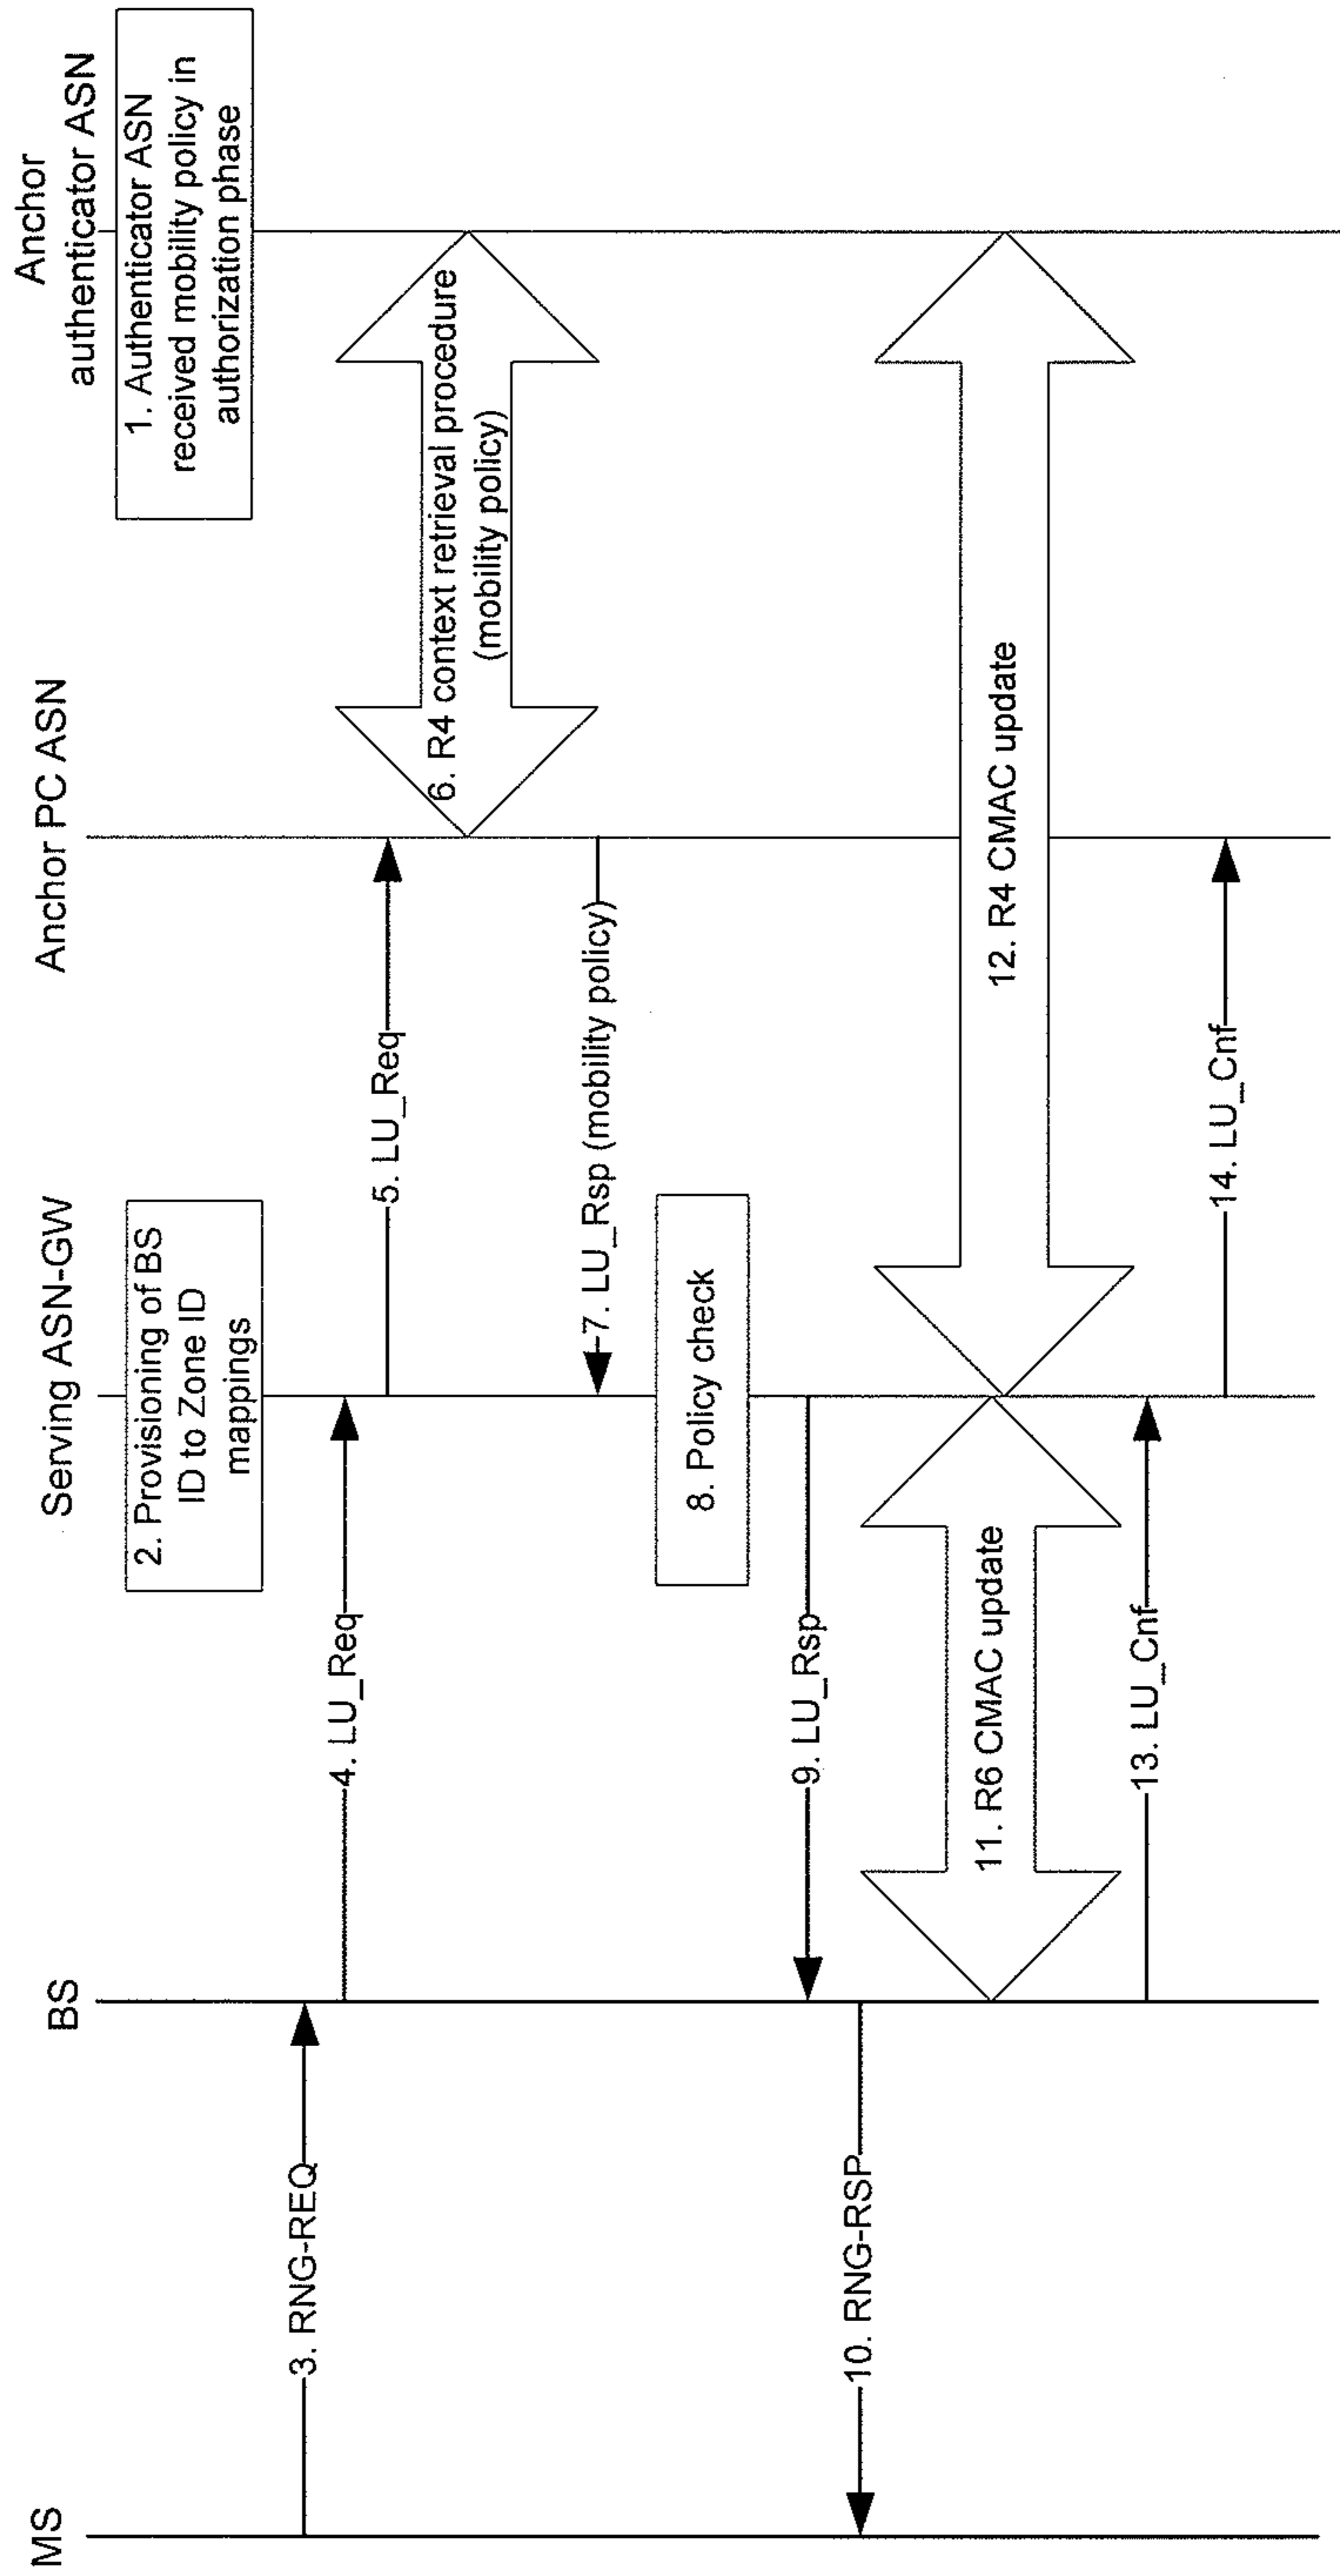 MS
BS
Serving ASN-GW
Anchor PC ASN
Anchor
authenticator ASN
1. Authenticator ASN
received mobility policy in
authorization phase
2. Provisioning of BS
ID to Zone ID
mappings
3. RNG-REQ
4. LU_Req
5. LU_Req
6. R4 context retrieval procedure
(mobility policy)
7. LU_Rsp (mobility policy)
8. Policy check
9. LU_Rsp
10. RNG-RSP
11. R6 CMAC update
12. R4 CMAC update
13. LU_Cnf
14. LU_Cnf